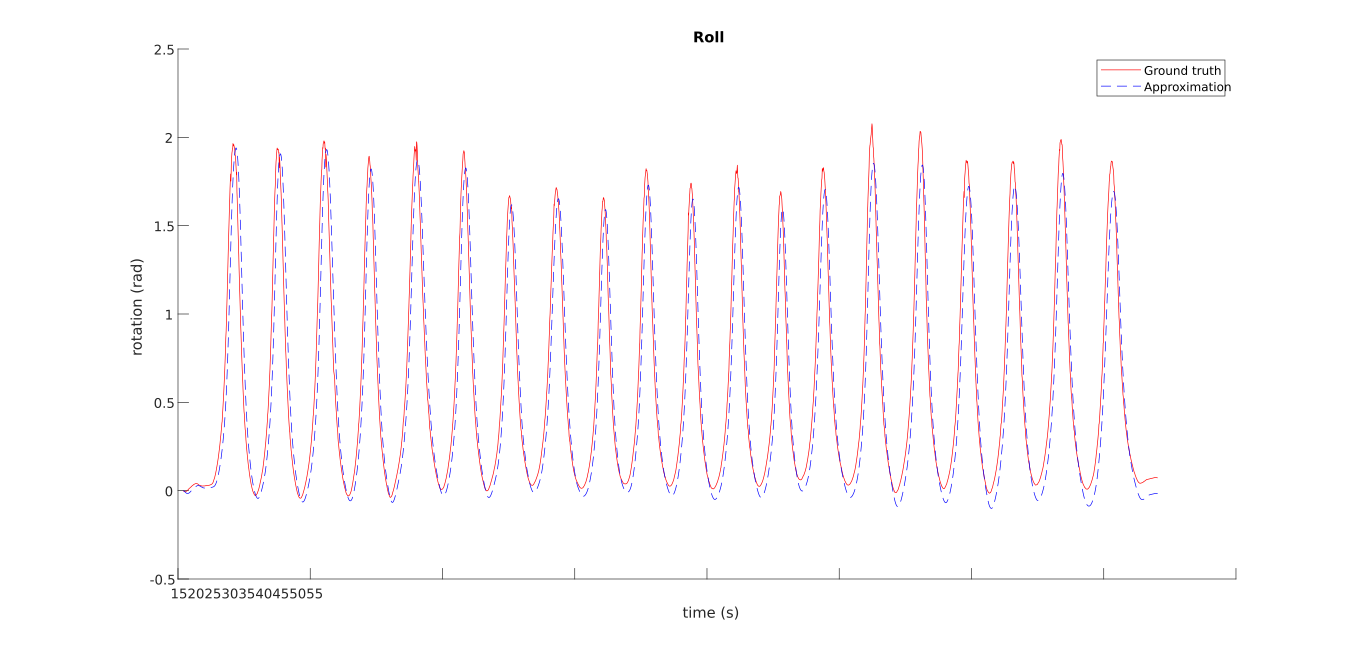 Roll
2.5
Ground truth
Approximation
2
1.5
1
rotation (rad)
0.5
0
-0.5
152025303540455055
time (s)